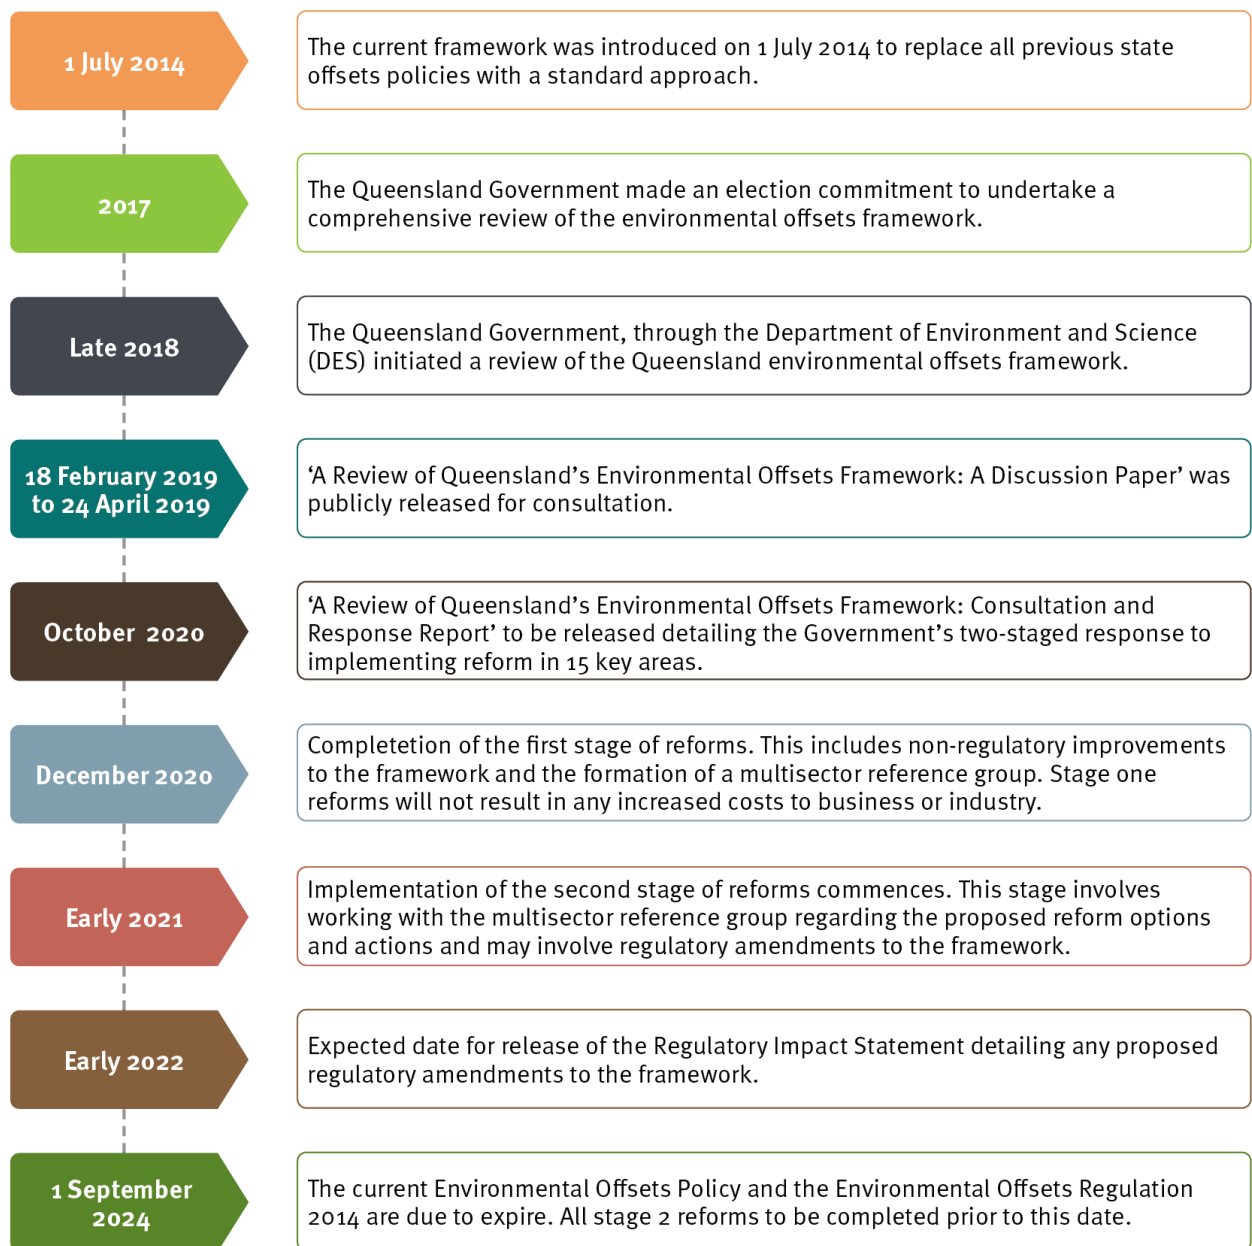 1 July 2014
The current framework was introduced on 1 July 2014 to replace all previous state
offsets policies with a standard approach.
2017
The Queensland Government made an election commitment to undertake a
comprehensive review of the environmental offsets framework.
Late 2018
The Queensland Government, through the Department of Environment and Science
(DES) initiated a review of the Queensland environmental offsets framework.
18 February 2019
to 24 April 2019
‘A Review of Queensland’s Environmental Offsets Framework: A Discussion Paper’ was
publicly released for consultation.
October 2020
‘A Review of Queensland’s Environmental Offsets Framework: Consultation and
Response Report’ to be released detailing the Government’s two-staged response to
implementing reform in 15 key areas.
December 2020
Completetion of the first stage of reforms. This includes non-regulatory improvements
to the framework and the formation of a multisector reference group. Stage one
reforms will not result in any increased costs to business or industry.
Early 2021
Implementation of the second stage of reforms commences. This stage involves
working with the multisector reference group regarding the proposed reform options
and actions and may involve regulatory amendments to the framework.
Early 2022
Expected date for release of the Regulatory Impact Statement detailing any proposed
regulatory amendments to the framework.
1 September
2024
The current Environmental Offsets Policy and the Environmental Offsets Regulation
2014 are due to expire. All stage 2 reforms to be completed prior to this date.